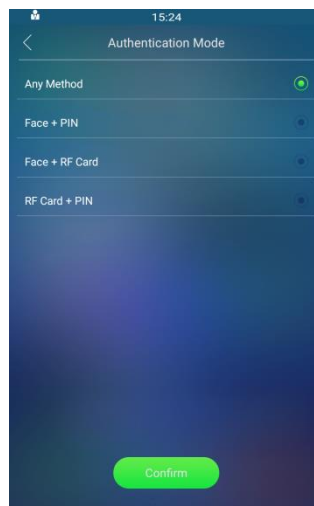 15:24
Authentication Mode
Any Method
Face + PIN
Face + RF Card
RF Card + PIN
Confirm